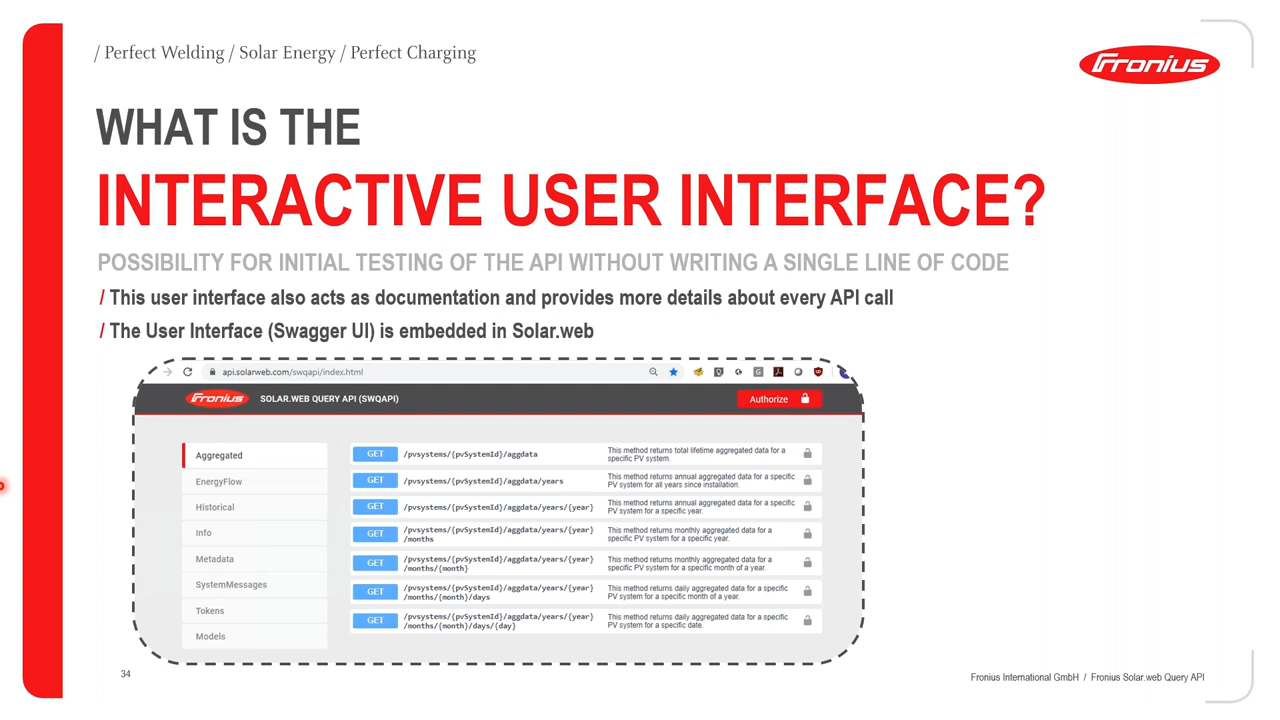 / Perfect Welding / Solar Energy / Perfect Charging
Fronius
WHAT IS THE
INTERACTIVE USER INTERFACE?
POSSIBILITY FOR INITIAL TESTING OF THE API WITHOUT WRITING A SINGLE LINE OF CODE
/ This user interface also acts as documentation and provides more details about every API call
/ The User Interface (Swagger UI) is embedded in Solar.web
api.solarweb.com/swqapi/index.html
Fronius SOLAR.WEB QUERY API (SWQAPI) Authorize
Aggregated
EnergyFlow
Historical
Info
Metadata
SystemMessages
Tokens
Models
GET /pvsystems/{pvSystemId}/aggdata
This method returns total lifetime aggregated data for a
specific PV system.
GET /pvsystems/{pvSystemId}/aggdata/years
This method returns annual aggregated data for a specific
PV system for all years since installation.
GET /pvsystems/{pvSystemId}/aggdata/years/{year}
This method returns annual aggregated data for a specific
PV system for a specific year.
GET /pvsystems/{pvSystemId}/aggdata/years/{year}
/months
This method returns monthly aggregated data for a
specific PV system for a specific year.
GET /pvsystems/{pvSystemId}/aggdata/years/{year}
/months/{month}
This method returns monthly aggregated data for a
specific PV system for a specific month of a year.
GET /pvsystems/{pvSystemId}/aggdata/years/{year}
/months/{month}/days
This method returns daily aggregated data for a specific
PV system for a specific month of a year.
GET /pvsystems/{pvSystemId}/aggdata/years/{year}
/months/{month}/days/{day}
This method returns daily aggregated data for a specific
PV system for a specific date.
34
Fronius International GmbH / Fronius Solar.web Query API